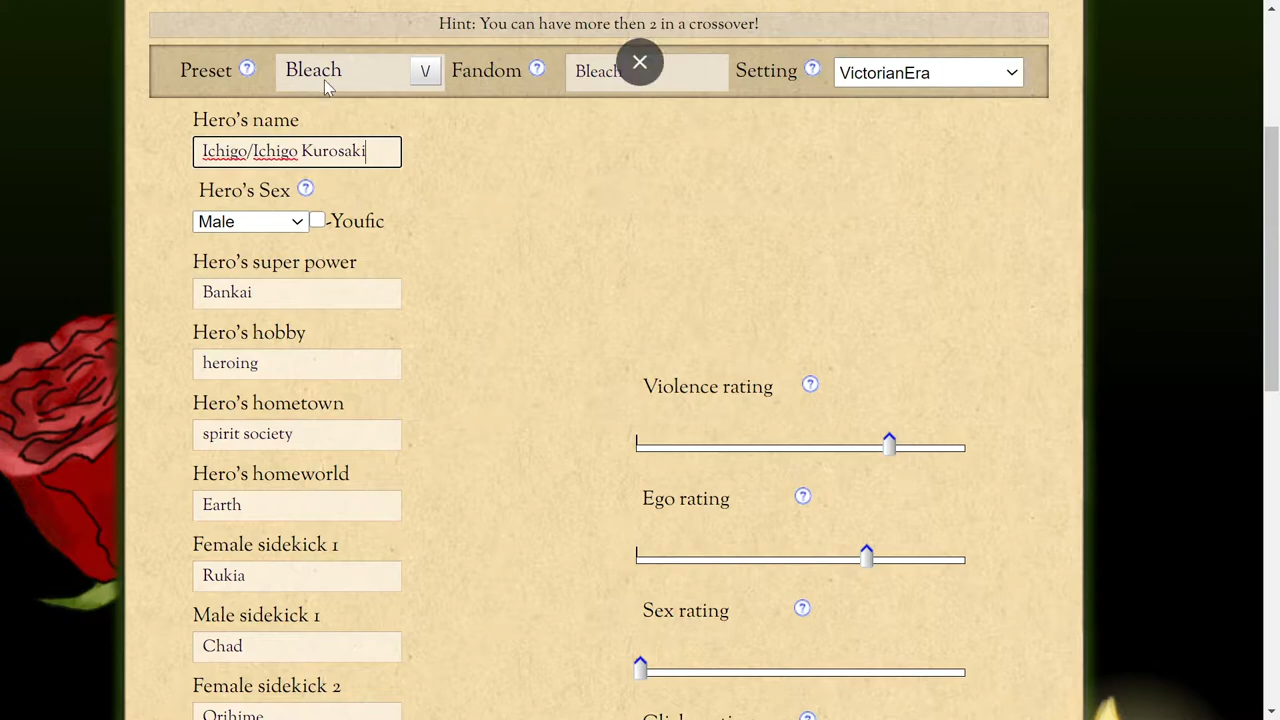 Hint: You can have more then 2 in a crossover!
Preset ? Bleach V Fandom ? Bleach Setting ? VictorianEra
Hero's name
Ichigo/Ichigo Kurosaki
Hero's Sex ?
Male -Youfic
Hero's super power
Bankai
Hero's hobby
heroing
Hero's hometown
spirit society
Hero's homeworld
Earth
Female sidekick 1
Rukia
Male sidekick 1
Chad
Female sidekick 2
Orihime
Violence rating ?
Ego rating ?
Sex rating ?